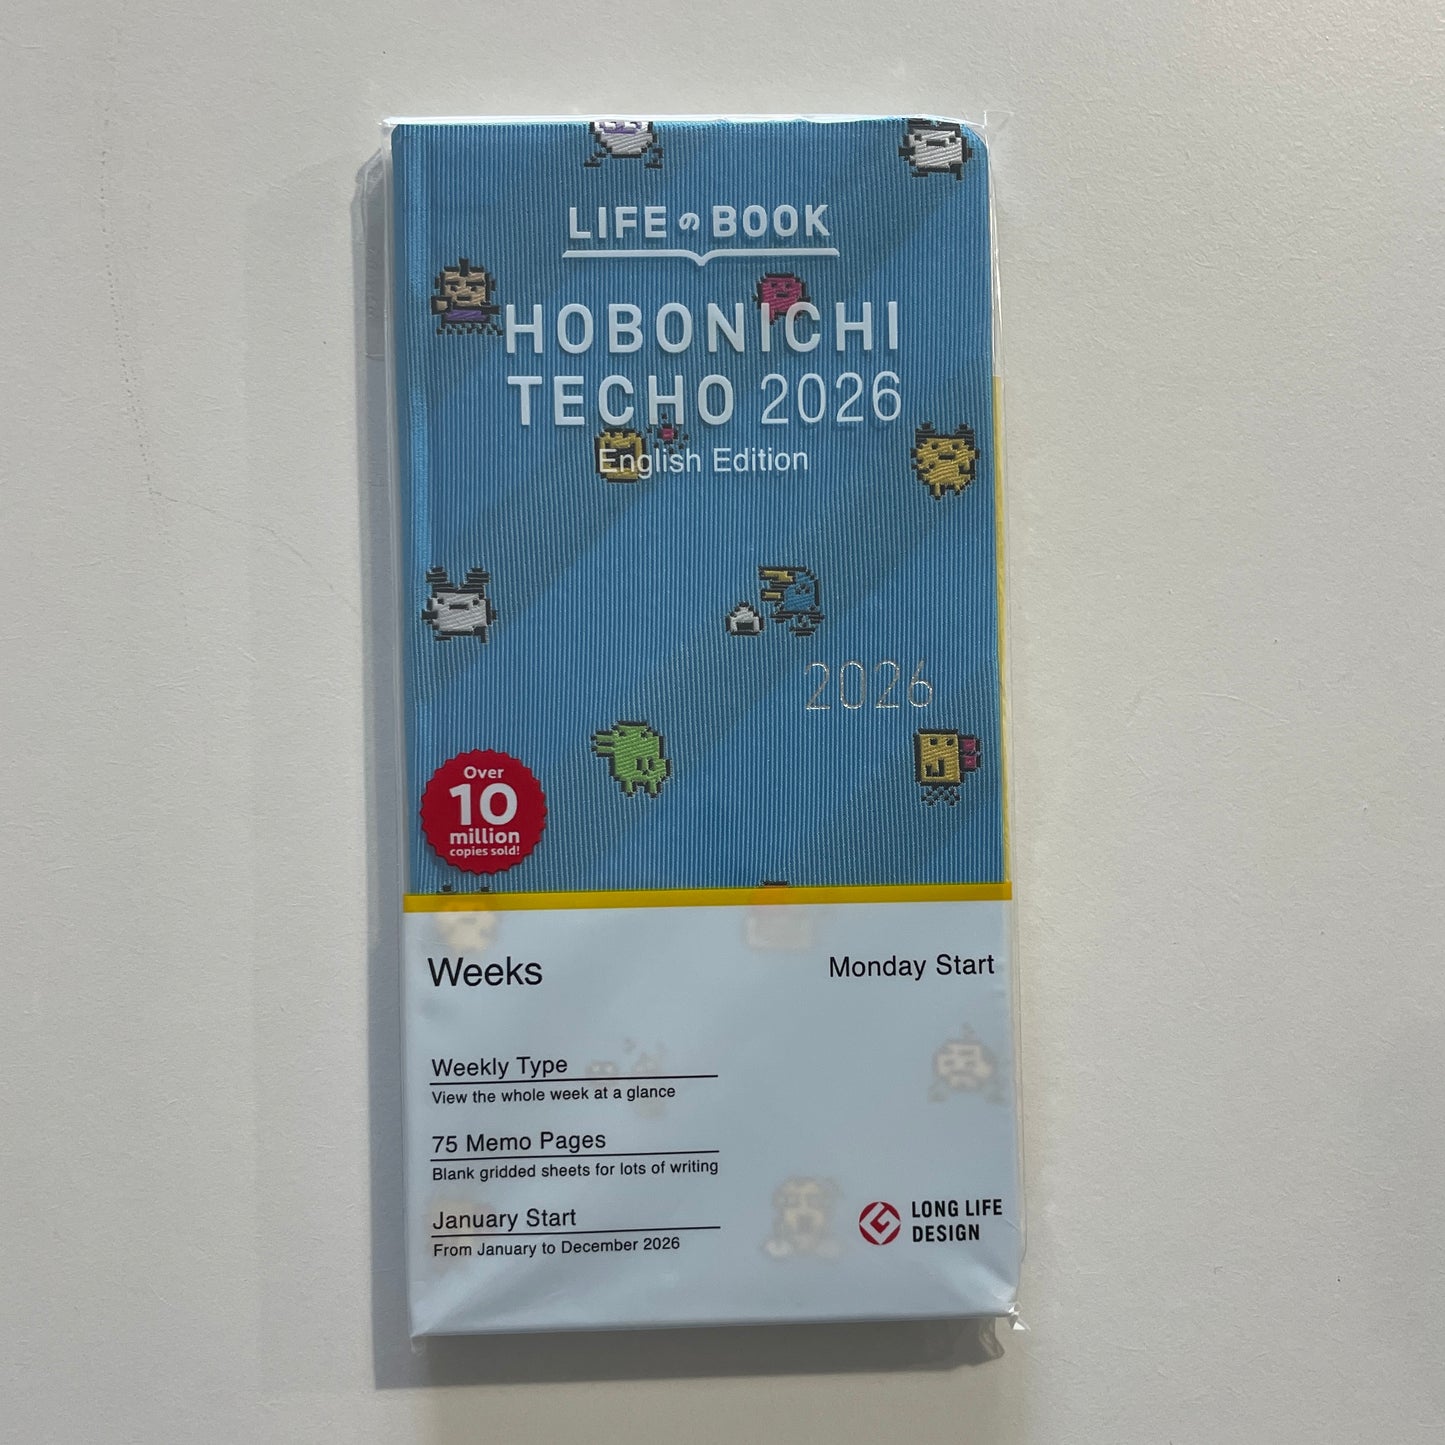 LIFEのBOOK
HOBONICHI
TECHO 2026
English Edition
2026
Over
10
million
copies sold!
Weeks
Monday Start
Weekly Type
View the whole week at a glance
75 Memo Pages
Blank gridded sheets for lots of writing
January Start
From January to December 2026
LONG LIFE
DESIGN